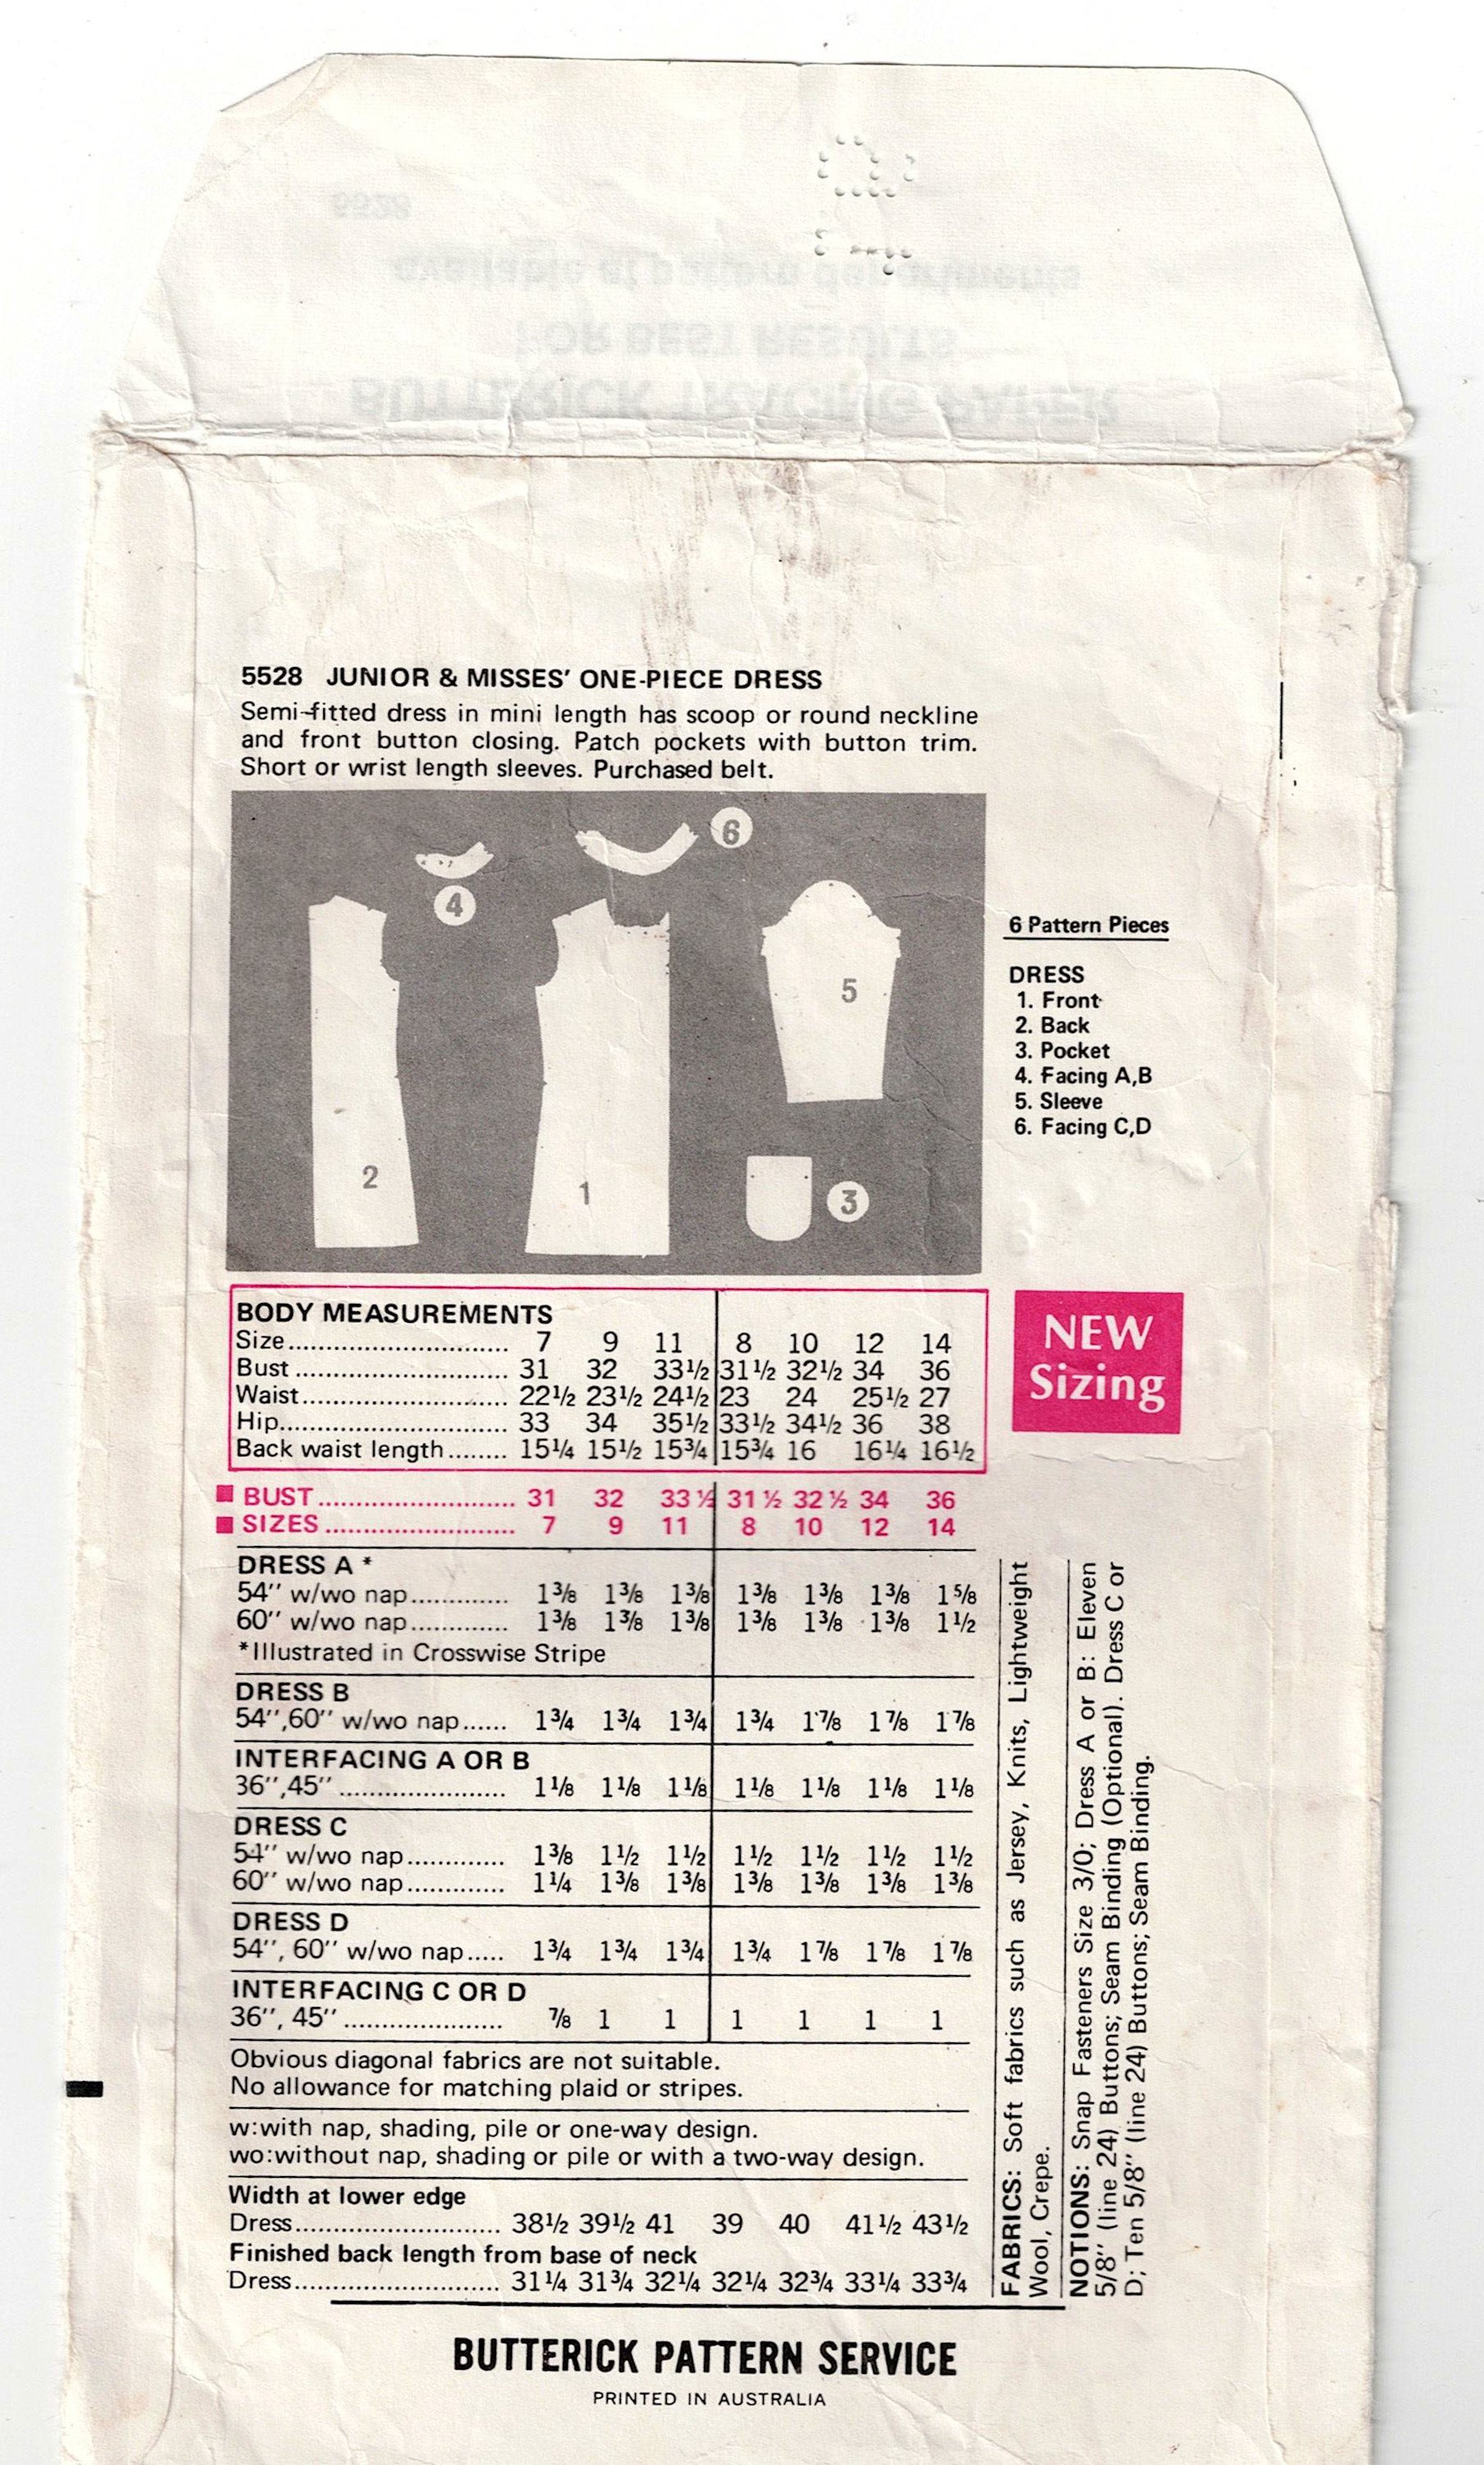 5528
available at pattern departments
FOR BEST RESULTS
BUTTERICK TRACING PAPER
5528 JUNIOR & MISSES' ONE-PIECE DRESS
Semi-fitted dress in mini length has scoop or round neckline
and front button closing. Patch pockets with button trim.
Short or wrist length sleeves. Purchased belt.
6
4
5
2
1
3
6 Pattern Pieces
DRESS
1. Front
2. Back
3. Pocket
4. Facing A,B
5. Sleeve
6. Facing C,D
BODY MEASUREMENTS
Size............................. 7 9 11 8 10 12 14
Bust ............................ 31 32 33½ 31½ 32½ 34 36
Waist........................... 22½ 23½ 24½ 23 24 25½ 27
Hip.............................. 33 34 35½ 33½ 34½ 36 38
Back waist length........ 15¼ 15½ 15¾ 15¾ 16 16¼ 16½
NEW
Sizing
BUST .......................... 31 32 33 ½ 31 ½ 32 ½ 34 36
SIZES ......................... 7 9 11 8 10 12 14
DRESS A *
54'' w/wo nap............. 1⅜ 1⅜ 1⅜ 1⅜ 1⅜ 1⅜ 1⅝
60'' w/wo nap............. 1⅜ 1⅜ 1⅜ 1⅜ 1⅜ 1⅜ 1½
*Illustrated in Crosswise Stripe
DRESS B
54'',60'' w/wo nap...... 1¾ 1¾ 1¾ 1¾ 1⅞ 1⅞ 1⅞
INTERFACING A OR B
36'',45'' ...................... 1⅛ 1⅛ 1⅛ 1⅛ 1⅛ 1⅛ 1⅛
DRESS C
54'' w/wo nap............. 1⅜ 1½ 1½ 1½ 1½ 1½ 1½
60'' w/wo nap............. 1¼ 1⅜ 1⅜ 1⅜ 1⅜ 1⅜ 1⅜
DRESS D
54'', 60'' w/wo nap..... 1¾ 1¾ 1¾ 1¾ 1⅞ 1⅞ 1⅞
INTERFACING C OR D
36'', 45'' ..................... ⅞ 1 1 1 1 1 1
Obvious diagonal fabrics are not suitable.
No allowance for matching plaid or stripes.
w:with nap, shading, pile or one-way design.
wo:without nap, shading or pile or with a two-way design.
Width at lower edge
Dress........................... 38½ 39½ 41 39 40 41½ 43½
Finished back length from base of neck
Dress........................... 31¼ 31¾ 32¼ 32¼ 32¾ 33¼ 33¾
FABRICS: Soft fabrics such as Jersey, Knits, Lightweight
Wool, Crepe.
NOTIONS: Snap Fasteners Size 3/0; Dress A or B: Eleven
5/8'' (line 24) Buttons; Seam Binding (Optional). Dress C or
D; Ten 5/8'' (line 24) Buttons; Seam Binding.
BUTTERICK PATTERN SERVICE
PRINTED IN AUSTRALIA